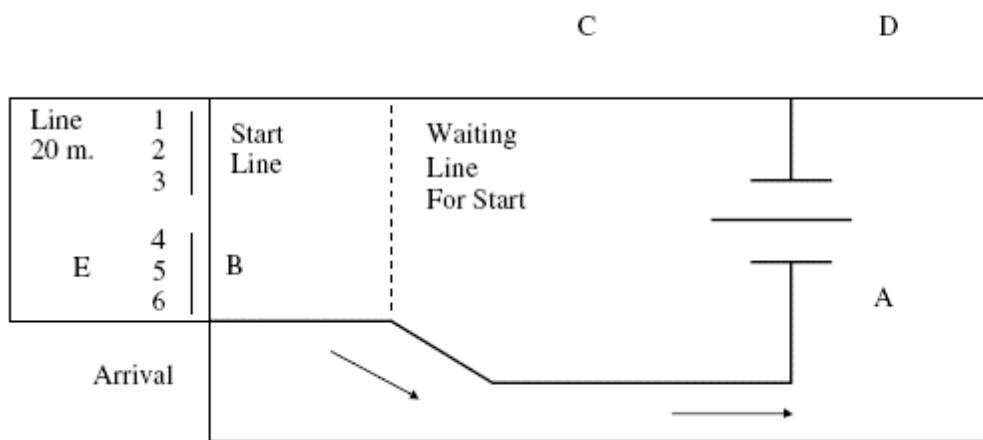 C
D
Line
20 m.
1
2
3
Start
Line
Waiting
Line
For Start
4
5
6
E
B
A
Arrival